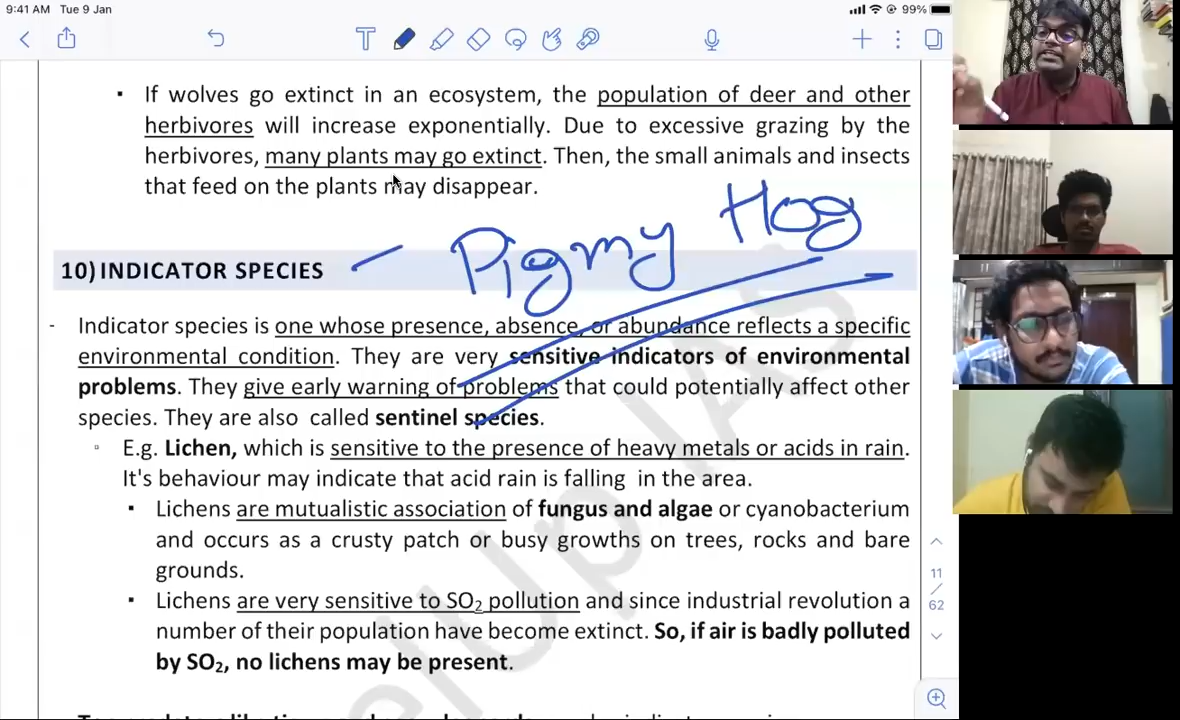 9:41 AM Tue 9 Jan
99%
▪ If wolves go extinct in an ecosystem, the population of deer and other
herbivores will increase exponentially. Due to excessive grazing by the
herbivores, many plants may go extinct. Then, the small animals and insects
that feed on the plants may disappear.
10) INDICATOR SPECIES
— Pigmy Hog
- Indicator species is one whose presence, absence, or abundance reflects a specific
environmental condition. They are very sensitive indicators of environmental
problems. They give early warning of problems that could potentially affect other
species. They are also called sentinel species.
▫ E.g. Lichen, which is sensitive to the presence of heavy metals or acids in rain.
It's behaviour may indicate that acid rain is falling in the area.
▪ Lichens are mutualistic association of fungus and algae or cyanobacterium
and occurs as a crusty patch or busy growths on trees, rocks and bare
grounds.
▪ Lichens are very sensitive to SO₂ pollution and since industrial revolution a
number of their population have become extinct. So, if air is badly polluted
by SO₂, no lichens may be present.
11
/
62
Up IAS